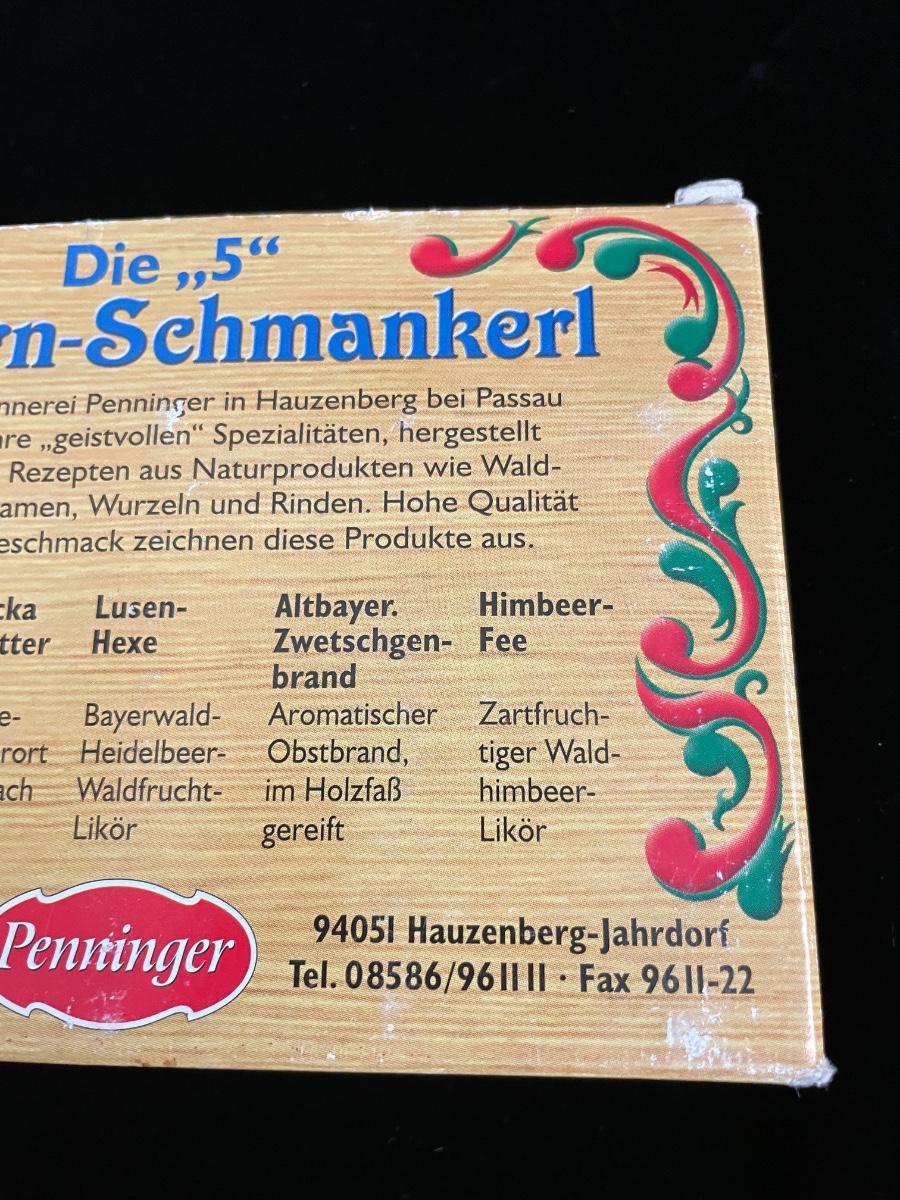 Die „5“
rn-Schmankerl
nnerei Penninger in Hauzenberg bei Passau
re „geistvollen“ Spezialitäten, hergestellt
Rezepten aus Naturprodukten wie Wald-
amen, Wurzeln und Rinden. Hohe Qualität
eschmack zeichnen diese Produkte aus.
cka
tter
e-
rort
ach
Lusen-
Hexe
Bayerwald-
Heidelbeer-
Waldfrucht-
Likör
Altbayer.
Zwetschgen-
brand
Aromatischer
Obstbrand,
im Holzfaß
gereift
Himbeer-
Fee
Zartfruch-
tiger Wald-
himbeer-
Likör
Penninger
94051 Hauzenberg-Jahrdorf
Tel. 08586/961111 · Fax 9611-22